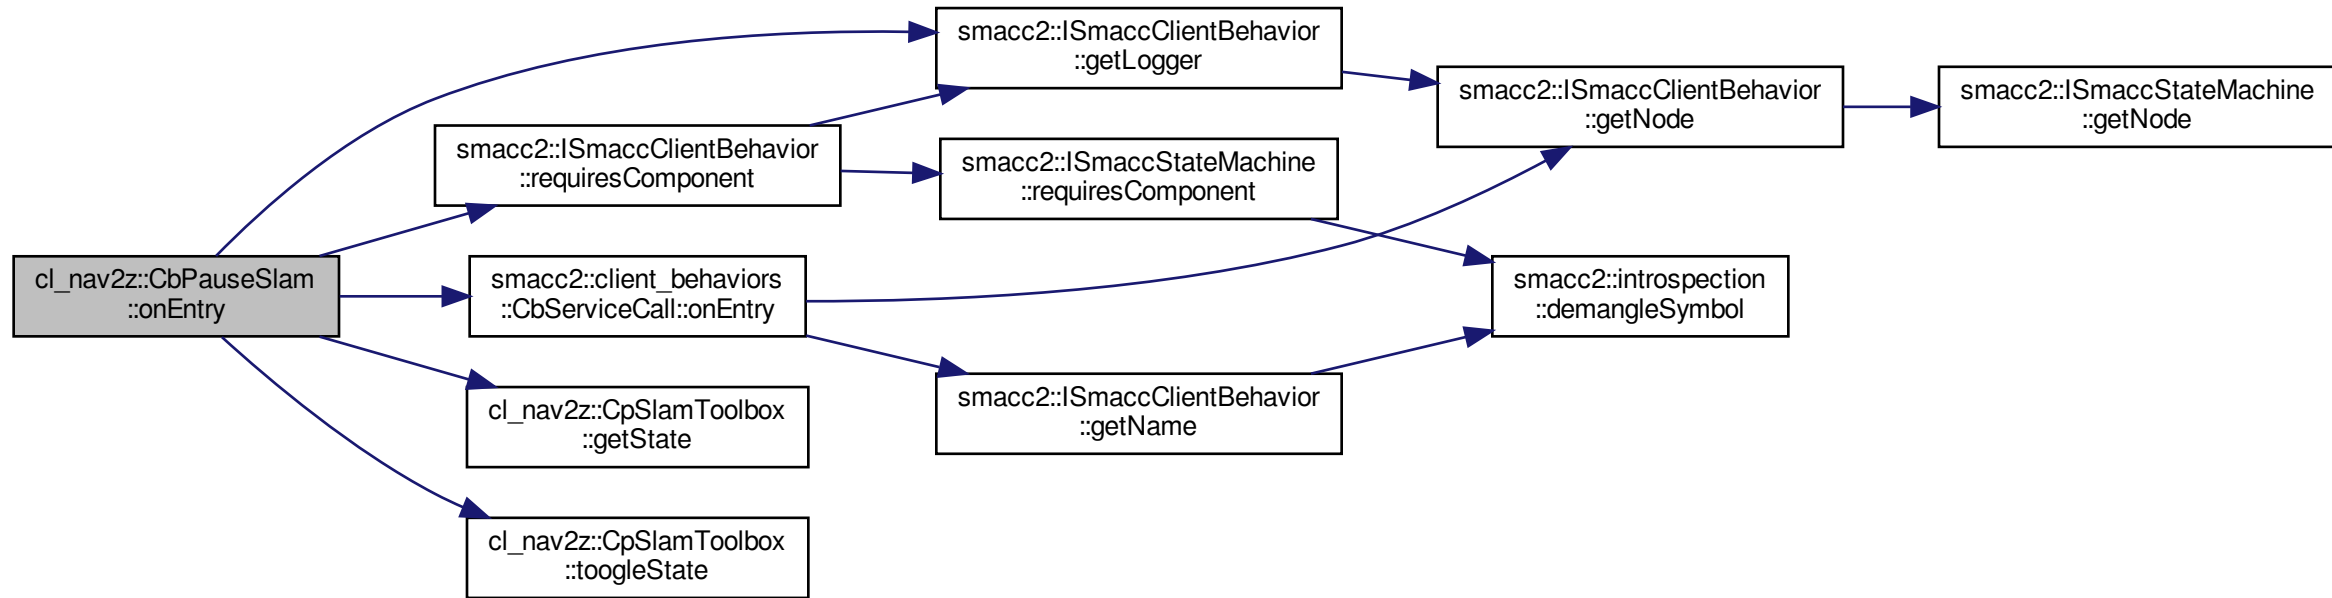 cl_nav2z::CbPauseSlam
::onEntry
smacc2::ISmaccClientBehavior
::getLogger
smacc2::ISmaccClientBehavior
::requiresComponent
smacc2::client_behaviors
::CbServiceCall::onEntry
cl_nav2z::CpSlamToolbox
::getState
cl_nav2z::CpSlamToolbox
::toogleState
smacc2::ISmaccStateMachine
::requiresComponent
smacc2::ISmaccClientBehavior
::getName
smacc2::ISmaccClientBehavior
::getNode
smacc2::introspection
::demangleSymbol
smacc2::ISmaccStateMachine
::getNode